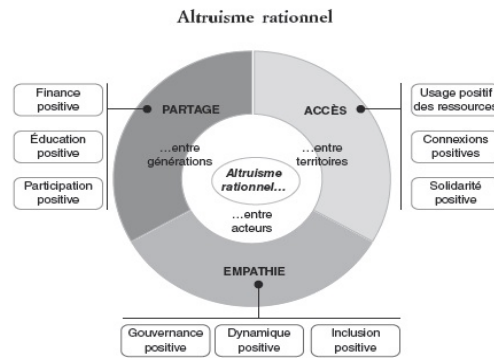 Altruisme rationnel
Finance
positive
Éducation
positive
Participation
positive
PARTAGE
...entre
générations
ACCÈS
...entre
territoires
Usage positif
des ressources
Connexions
positives
Solidarité
positive
Altruisme
rationnel...
...entre
acteurs
EMPATHIE
Gouvernance
positive
Dynamique
positive
Inclusion
positive